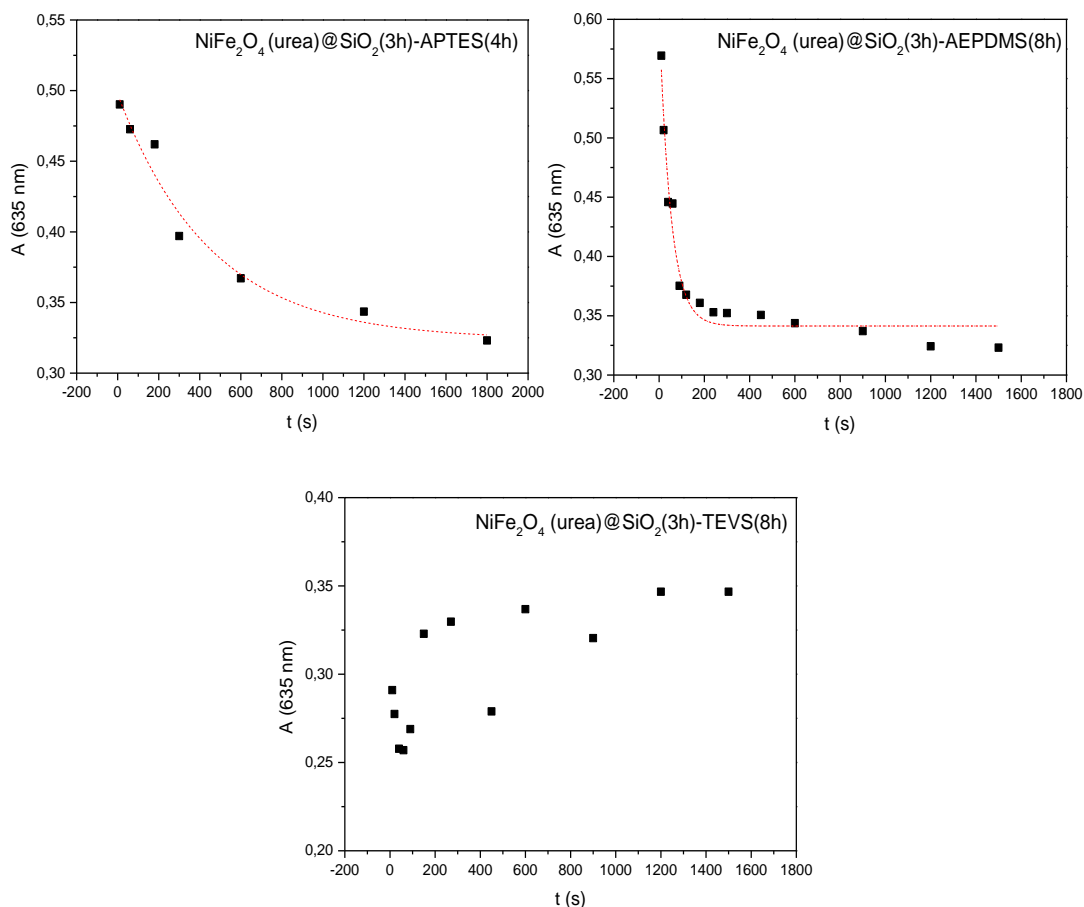 NiFe₂O₄ (urea)@SiO₂(3h)-APTES(4h)
A (635 nm)
0,55
0,50
0,45
0,40
0,35
0,30
-200 0 200 400 600 800 1000 1200 1400 1600 1800 2000
t (s)
NiFe₂O₄ (urea)@SiO₂(3h)-AEPDMS(8h)
A (635 nm)
0,60
0,55
0,50
0,45
0,40
0,35
0,30
-200 0 200 400 600 800 1000 1200 1400 1600 1800
t (s)
NiFe₂O₄ (urea)@SiO₂(3h)-TEVS(8h)
A (635 nm)
0,40
0,35
0,30
0,25
0,20
-200 0 200 400 600 800 1000 1200 1400 1600 1800
t (s)